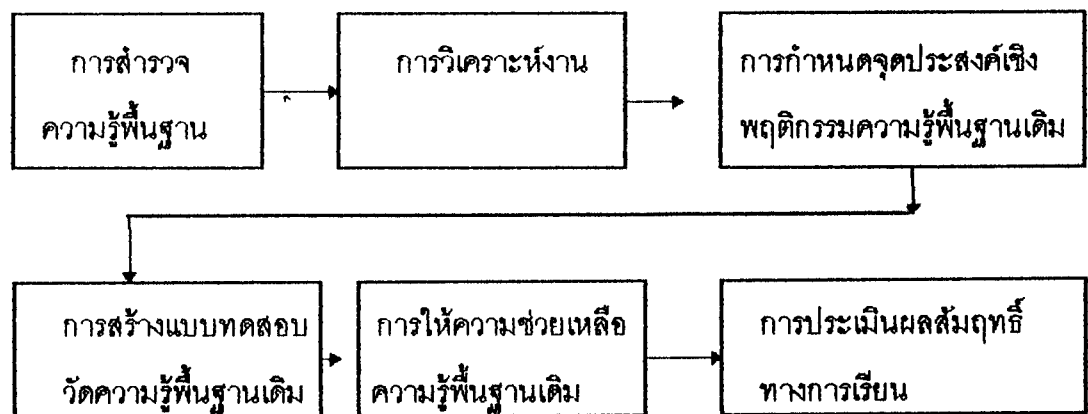 การสำรวจ
ความรู้พื้นฐาน
การวิเคราะห์งาน
การกำหนดจุดประสงค์เชิง
พฤติกรรมความรู้พื้นฐานเดิม
การสร้างแบบทดสอบ
วัดความรู้พื้นฐานเดิม
การให้ความช่วยเหลือ
ความรู้พื้นฐานเดิม
การประเมินผลสัมฤทธิ์
ทางการเรียน